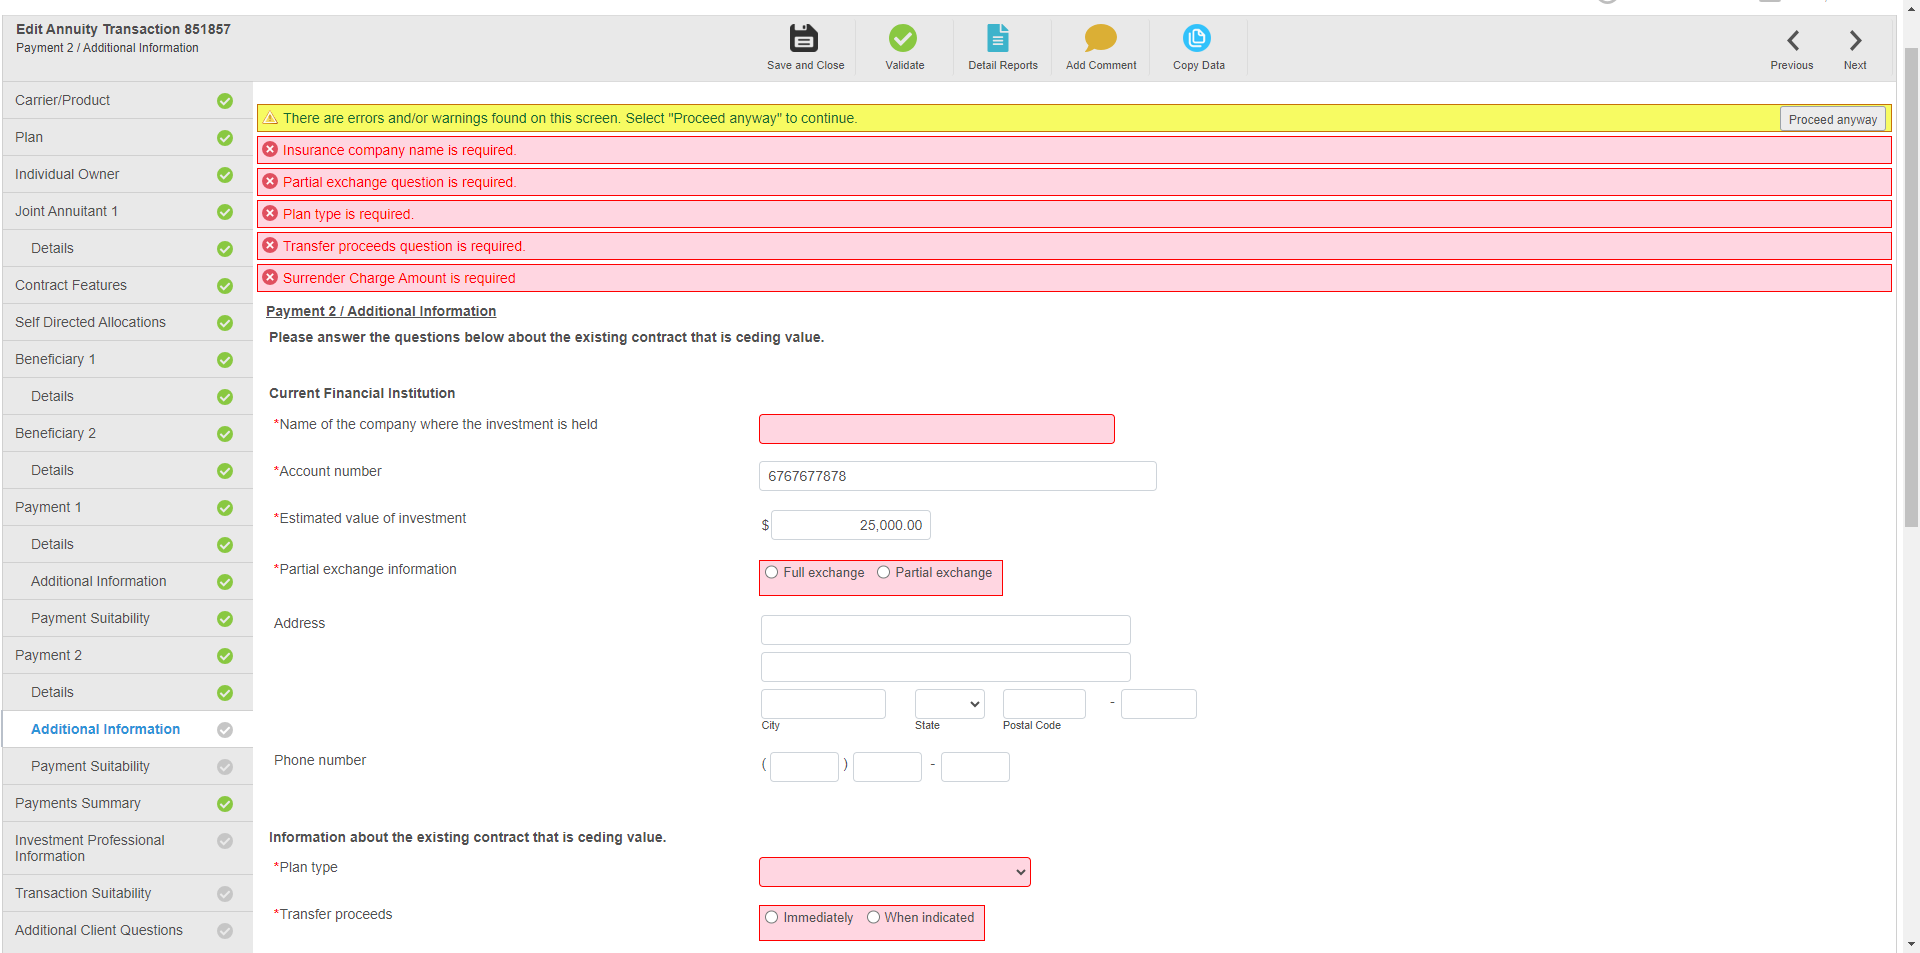 Edit Annuity Transaction 851857
Payment 2 / Additional Information
Save and Close
Validate
Detail Reports
Add Comment
Copy Data
Previous
Next
Carrier/Product
Plan
Individual Owner
Joint Annuitant 1
Details
Contract Features
Self Directed Allocations
Beneficiary 1
Details
Beneficiary 2
Details
Payment 1
Details
Additional Information
Payment Suitability
Payment 2
Details
Additional Information
Payment Suitability
Payments Summary
Investment Professional
Information
Transaction Suitability
Additional Client Questions
There are errors and/or warnings found on this screen. Select "Proceed anyway" to continue.
Proceed anyway
Insurance company name is required.
Partial exchange question is required.
Plan type is required.
Transfer proceeds question is required.
Surrender Charge Amount is required
Payment 2 / Additional Information
Please answer the questions below about the existing contract that is ceding value.
Current Financial Institution
*Name of the company where the investment is held
*Account number
6767677878
*Estimated value of investment
$ 25,000.00
*Partial exchange information
Full exchange Partial exchange
Address
-
City State Postal Code
Phone number
( ) -
Information about the existing contract that is ceding value.
*Plan type
*Transfer proceeds
Immediately When indicated